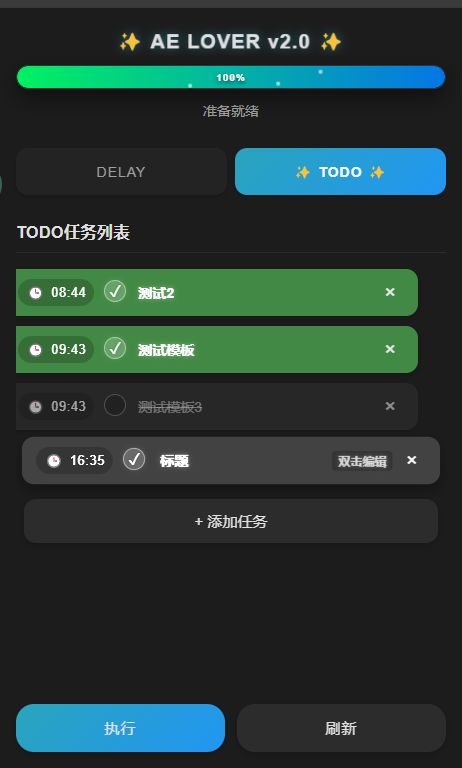 ✨ AE LOVER v2.0 ✨
100%
准备就绪
DELAY
✨ TODO ✨
TODO任务列表
08:44 ✓ 测试2 ×
09:43 ✓ 测试模板 ×
09:43 测试模板3 ×
16:35 ✓ 标题 双击编辑 ×
+ 添加任务
执行
刷新